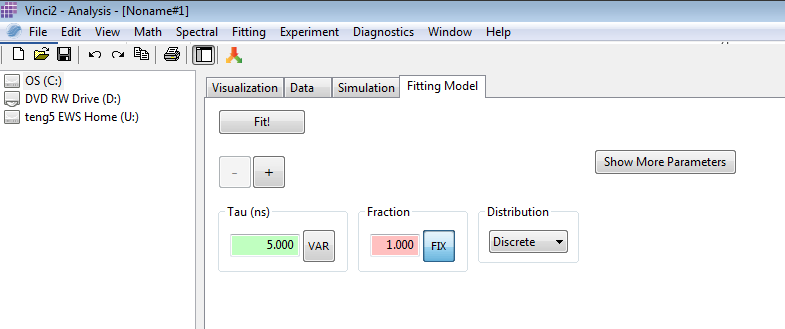 Vinci2 - Analysis - [Noname#1]
File Edit View Math Spectral Fitting Experiment Diagnostics Window Help
OS (C:)
DVD RW Drive (D:)
teng5 EWS Home (U:)
Visualization Data Simulation Fitting Model
Fit!
- +
Show More Parameters
Tau (ns) Fraction Distribution
5.000 VAR 1.000 FIX Discrete